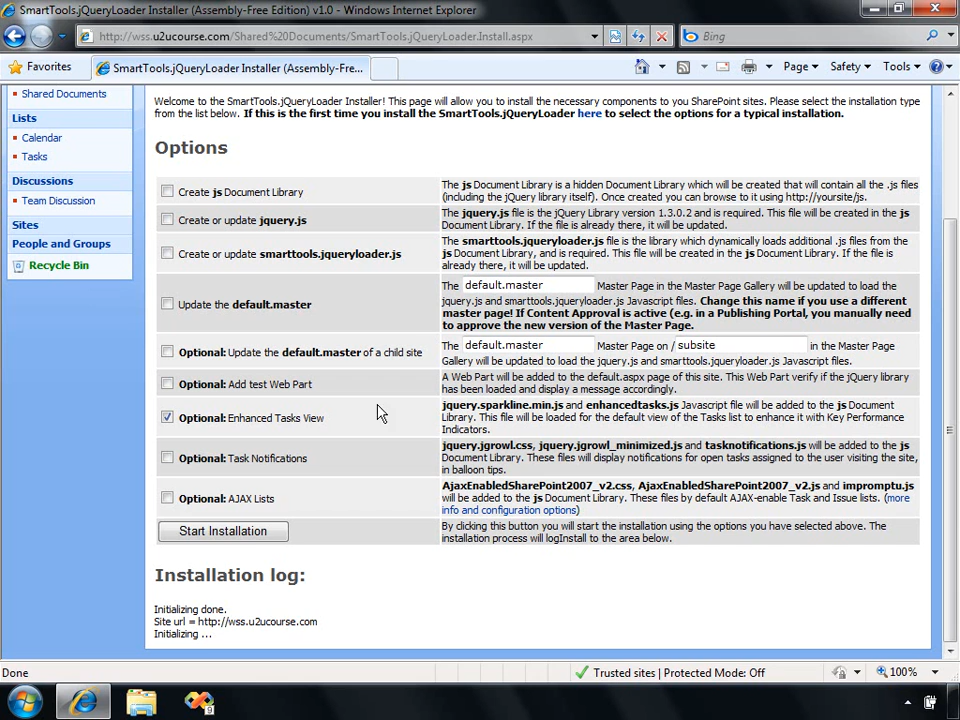 SmartTools.jQueryLoader Installer (Assembly-Free Edition) v1.0 - Windows Internet Explorer
http://wss.u2ucourse.com/Shared%20Documents/SmartTools.jQueryLoader.Install.aspx
Bing
Favorites
SmartTools.jQueryLoader Installer (Assembly-Fre...
Page
Safety
Tools
Shared Documents
Lists
Calendar
Tasks
Discussions
Team Discussion
Sites
People and Groups
Recycle Bin
Welcome to the SmartTools.jQueryLoader Installer! This page will allow you to install the necessary components to you SharePoint sites. Please select the installation type
from the list below. If this is the first time you install the SmartTools.jQueryLoader here to select the options for a typical installation.
Options
Create js Document Library
The js Document Library is a hidden Document Library which will be created that will contain all the .js files
(including the jQuery library itself). Once created you can browse to it using http://yoursite/js.
Create or update jquery.js
The jquery.js file is the jQuery Library version 1.3.0.2 and is required. This file will be created in the js
Document Library. If the file is already there, it will be updated.
Create or update smarttools.jqueryloader.js
The smarttools.jqueryloader.js file is the library which dynamically loads additional .js files from the
js Document Library, and is required. This file will be created in the js Document Library. If the file is
already there, it will be updated.
Update the default.master
The default.master Master Page in the Master Page Gallery will be updated to load the
jquery.js and smarttools.jqueryloader.js Javascript files. Change this name if you use a different
master page! If Content Approval is active (e.g. in a Publishing Portal, you manually need
to approve the new version of the Master Page.
Optional: Update the default.master of a child site
The default.master Master Page on / subsite in the Master Page
Gallery will be updated to load the jquery.js and smarttools.jqueryloader.js Javascript files.
Optional: Add test Web Part
A Web Part will be added to the default.aspx page of this site. This Web Part verify if the jQuery library
has been loaded and display a message accordingly.
Optional: Enhanced Tasks View
jquery.sparkline.min.js and enhancedtasks.js Javascript file will be added to the js Document
Library. This file will be loaded for the default view of the Tasks list to enhance it with Key Performance
Indicators.
Optional: Task Notifications
jquery.jgrowl.css, jquery.jgrowl_minimized.js and tasknotifications.js will be added to the js
Document Library. These files will display notifications for open tasks assigned to the user visiting the site,
in balloon tips.
Optional: AJAX Lists
AjaxEnabledSharePoint2007_v2.css, AjaxEnabledSharePoint2007_v2.js and impromptu.js
will be added to the js Document Library. These files by default AJAX-enable Task and Issue lists. (more
info and configuration options)
Start Installation
By clicking this button you will start the installation using the options you have selected above. The
installation process will logInstall to the area below.
Installation log:
Initializing done.
Site url = http://wss.u2ucourse.com
Initializing ...
Done
Trusted sites | Protected Mode: Off
100%
9